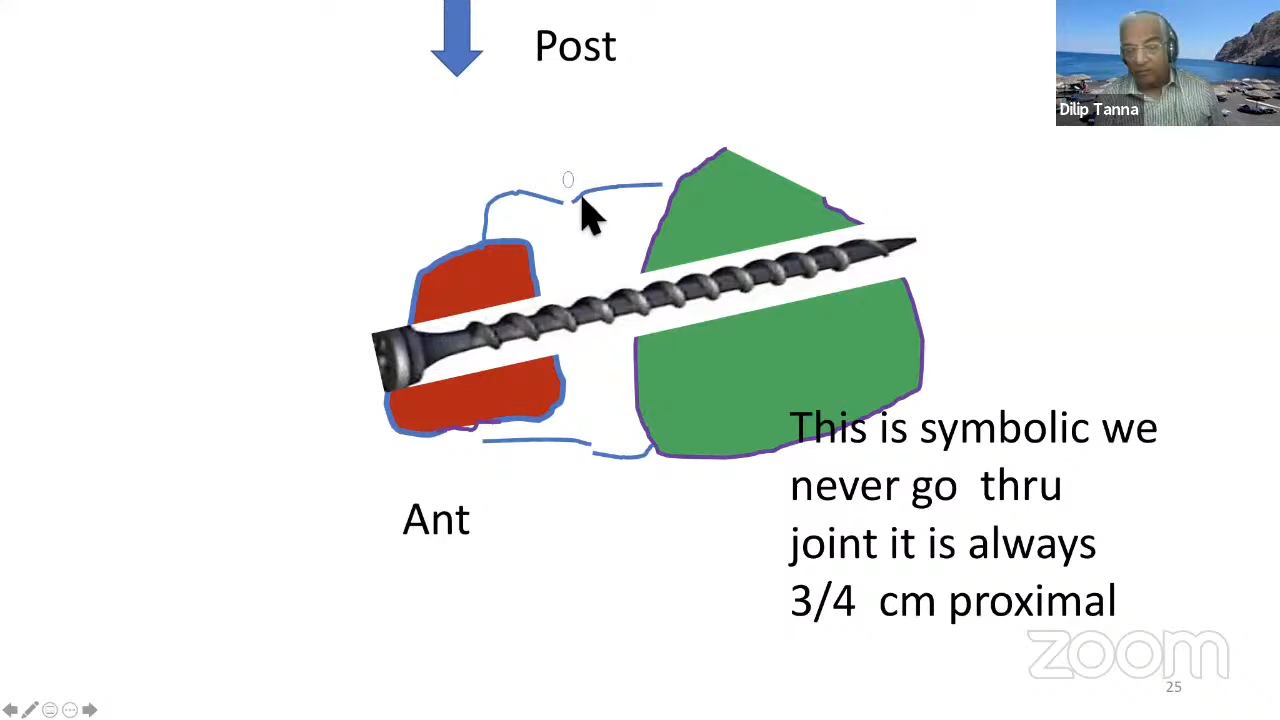 Post
Dilip Tanna
Ant
This is symbolic we
never go thru
joint it is always
3/4 cm proximal
zoom
25